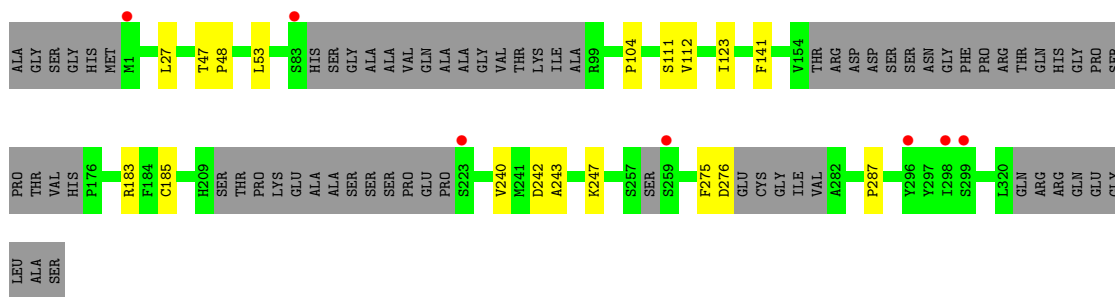 ALA GLY SER GLY HIS MET M1 L27 T47 P48 L53 S83 HIS SER GLY ALA ALA VAL GLN ALA ALA GLY VAL THR LYS ILE ALA R99 P104 S111 V112 I123 F141 V154 THR ARG ASP ASP SER SER ASN GLY PHE PRO ARG THR GLN HIS GLY PRO SER
PRO THR VAL HIS P176 R183 F184 C185 H209 SER THR PRO LYS GLU ALA ALA SER SER SER PRO GLU PRO S223 V240 M241 D242 A243 K247 S257 SER S259 F275 D276 GLU CYS GLY ILE VAL A282 P287 Y296 Y297 I298 S299 L320 GLN ARG ARG GLN GLU GLY
LEU ALA SER